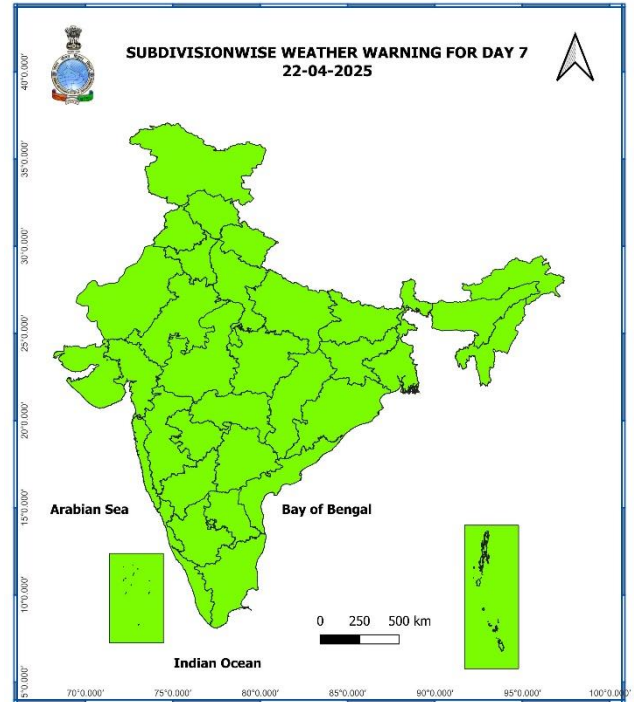 SUBDIVISIONWISE WEATHER WARNING FOR DAY 7
22-04-2025
40°0.000'
35°0.000'
30°0.000'
25°0.000'
20°0.000'
15°0.000'
10°0.000'
5°0.000'
Arabian Sea
Bay of Bengal
0 250 500 km
Indian Ocean
70°0.000' 75°0.000' 80°0.000' 85°0.000' 90°0.000' 95°0.000' 100°0.000'